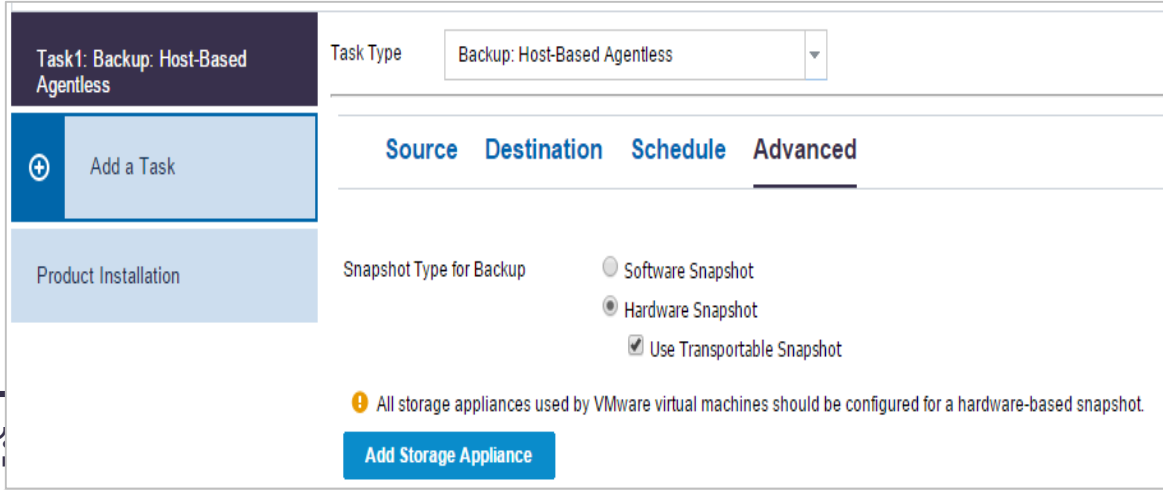 Task1: Backup: Host-Based
Agentless
Add a Task
Product Installation
Task Type
Backup: Host-Based Agentless
Source Destination Schedule Advanced
Snapshot Type for Backup
Software Snapshot
Hardware Snapshot
Use Transportable Snapshot
All storage appliances used by VMware virtual machines should be configured for a hardware-based snapshot.
Add Storage Appliance